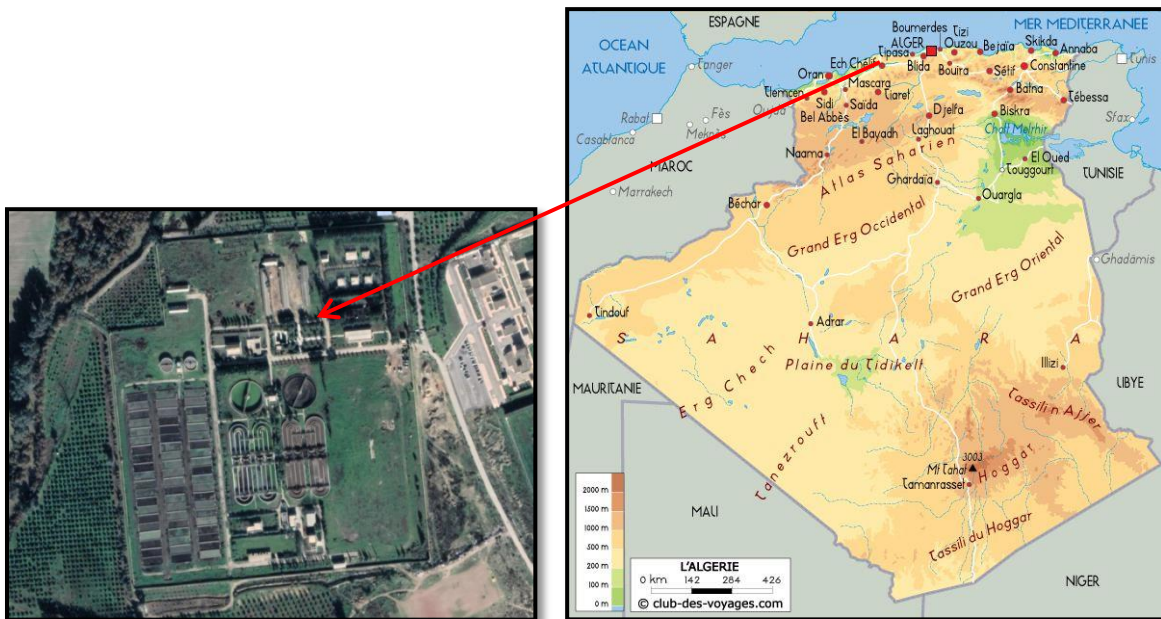 ESPAGNE
MER MEDITERRANEE
OCEAN
ATLANTIQUE
Boumerdes
Tizi
Ouzou
Bejaïa
Skikda
Annaba
Tunis
Tipasa
ALGER
Blida
Bouira
Sétif
Constantine
Tanger
Ech Chélif
Oran
Mascara
Tiaret
Batna
Tébessa
Tlemcen
Sidi
Bel Abbès
Saïda
Oujda
Djelfa
Biskra
Sfax
Rabat
Fès
Meknès
Casablanca
El Bayadh
Laghouat
Chott Melrhir
El Oued
MAROC
Naama
Atlas Saharien
Touggourt
TUNISIE
Marrakech
Ghardaïa
Ouargla
Béchar
Grand Erg Occidental
Grand Erg Oriental
Ghadámis
Tindouf
Adrar
S A H A R A
Plaine du Tidikelt
Illizi
MAURITANIE
Erg Chech
LIBYE
Tassili n Ajjer
Tanezrouft
3003
Mt Tahat
Hoggar
Tamanrasset
MALI
Tassili du Hoggar
NIGER
2000 m
1500 m
1000 m
500 m
200 m
100 m
0 m
L'ALGERIE
0 km 142 284 426
© club-des-voyages.com